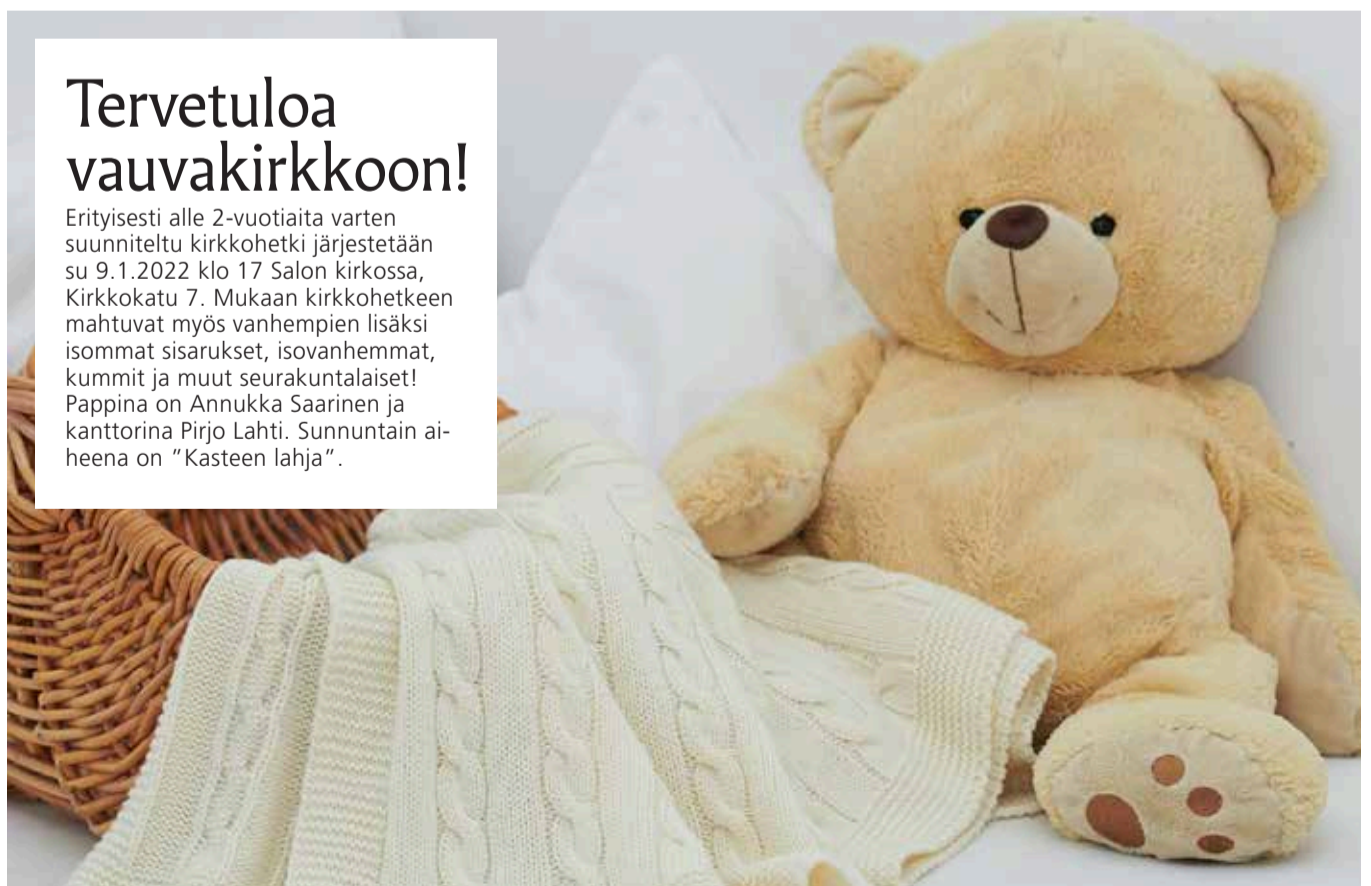 Tervetuloa
vauvakirkkoon!
Erityisesti alle 2-vuotiaita varten
suunniteltu kirkkohetki järjestetään
su 9.1.2022 klo 17 Salon kirkossa,
Kirkkokatu 7. Mukaan kirkkohetkeen
mahtuvat myös vanhempien lisäksi
isommat sisarukset, isovanhemmat,
kummit ja muut seurakuntalaiset!
Pappina on Annukka Saarinen ja
kanttorina Pirjo Lahti. Sunnuntain ai-
heena on ”Kasteen lahja”.